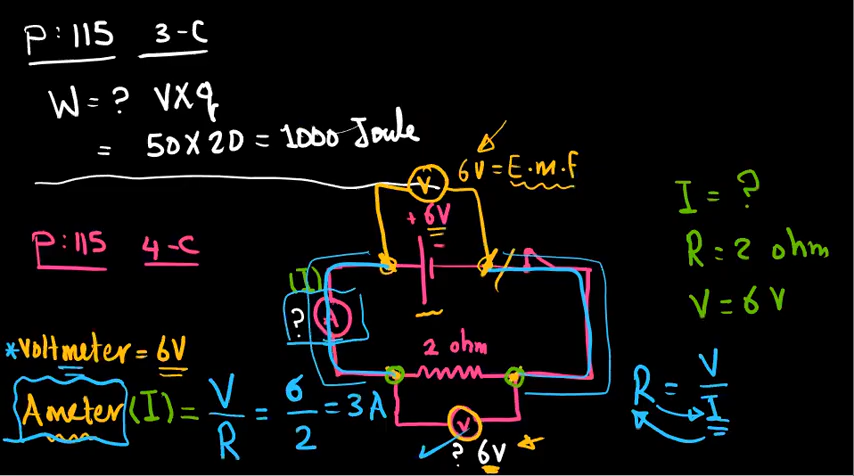 P:115 3-C
W = ? V×q
= 50×20 = 1000 Joule
6V = E.m.f
V
+ 6V -
I = ?
R = 2 ohm
V = 6V
P:115 4-C
(I)
? A
2 ohm
*Voltmeter = 6V
R = V/I
Ameter (I) = V/R = 6/2 = 3A
V
? 6V